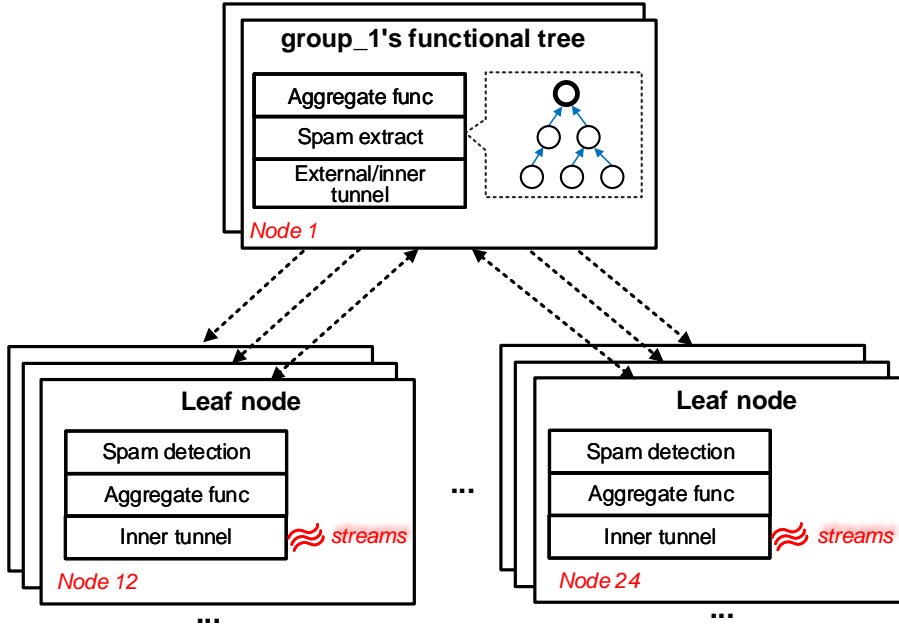 group_1's functional tree
Aggregate func
Spam extract
External/inner
tunnel
Node 1
Leaf node
Spam detection
Aggregate func
Inner tunnel
streams
Node 12
...
...
Leaf node
Spam detection
Aggregate func
Inner tunnel
streams
Node 24
...